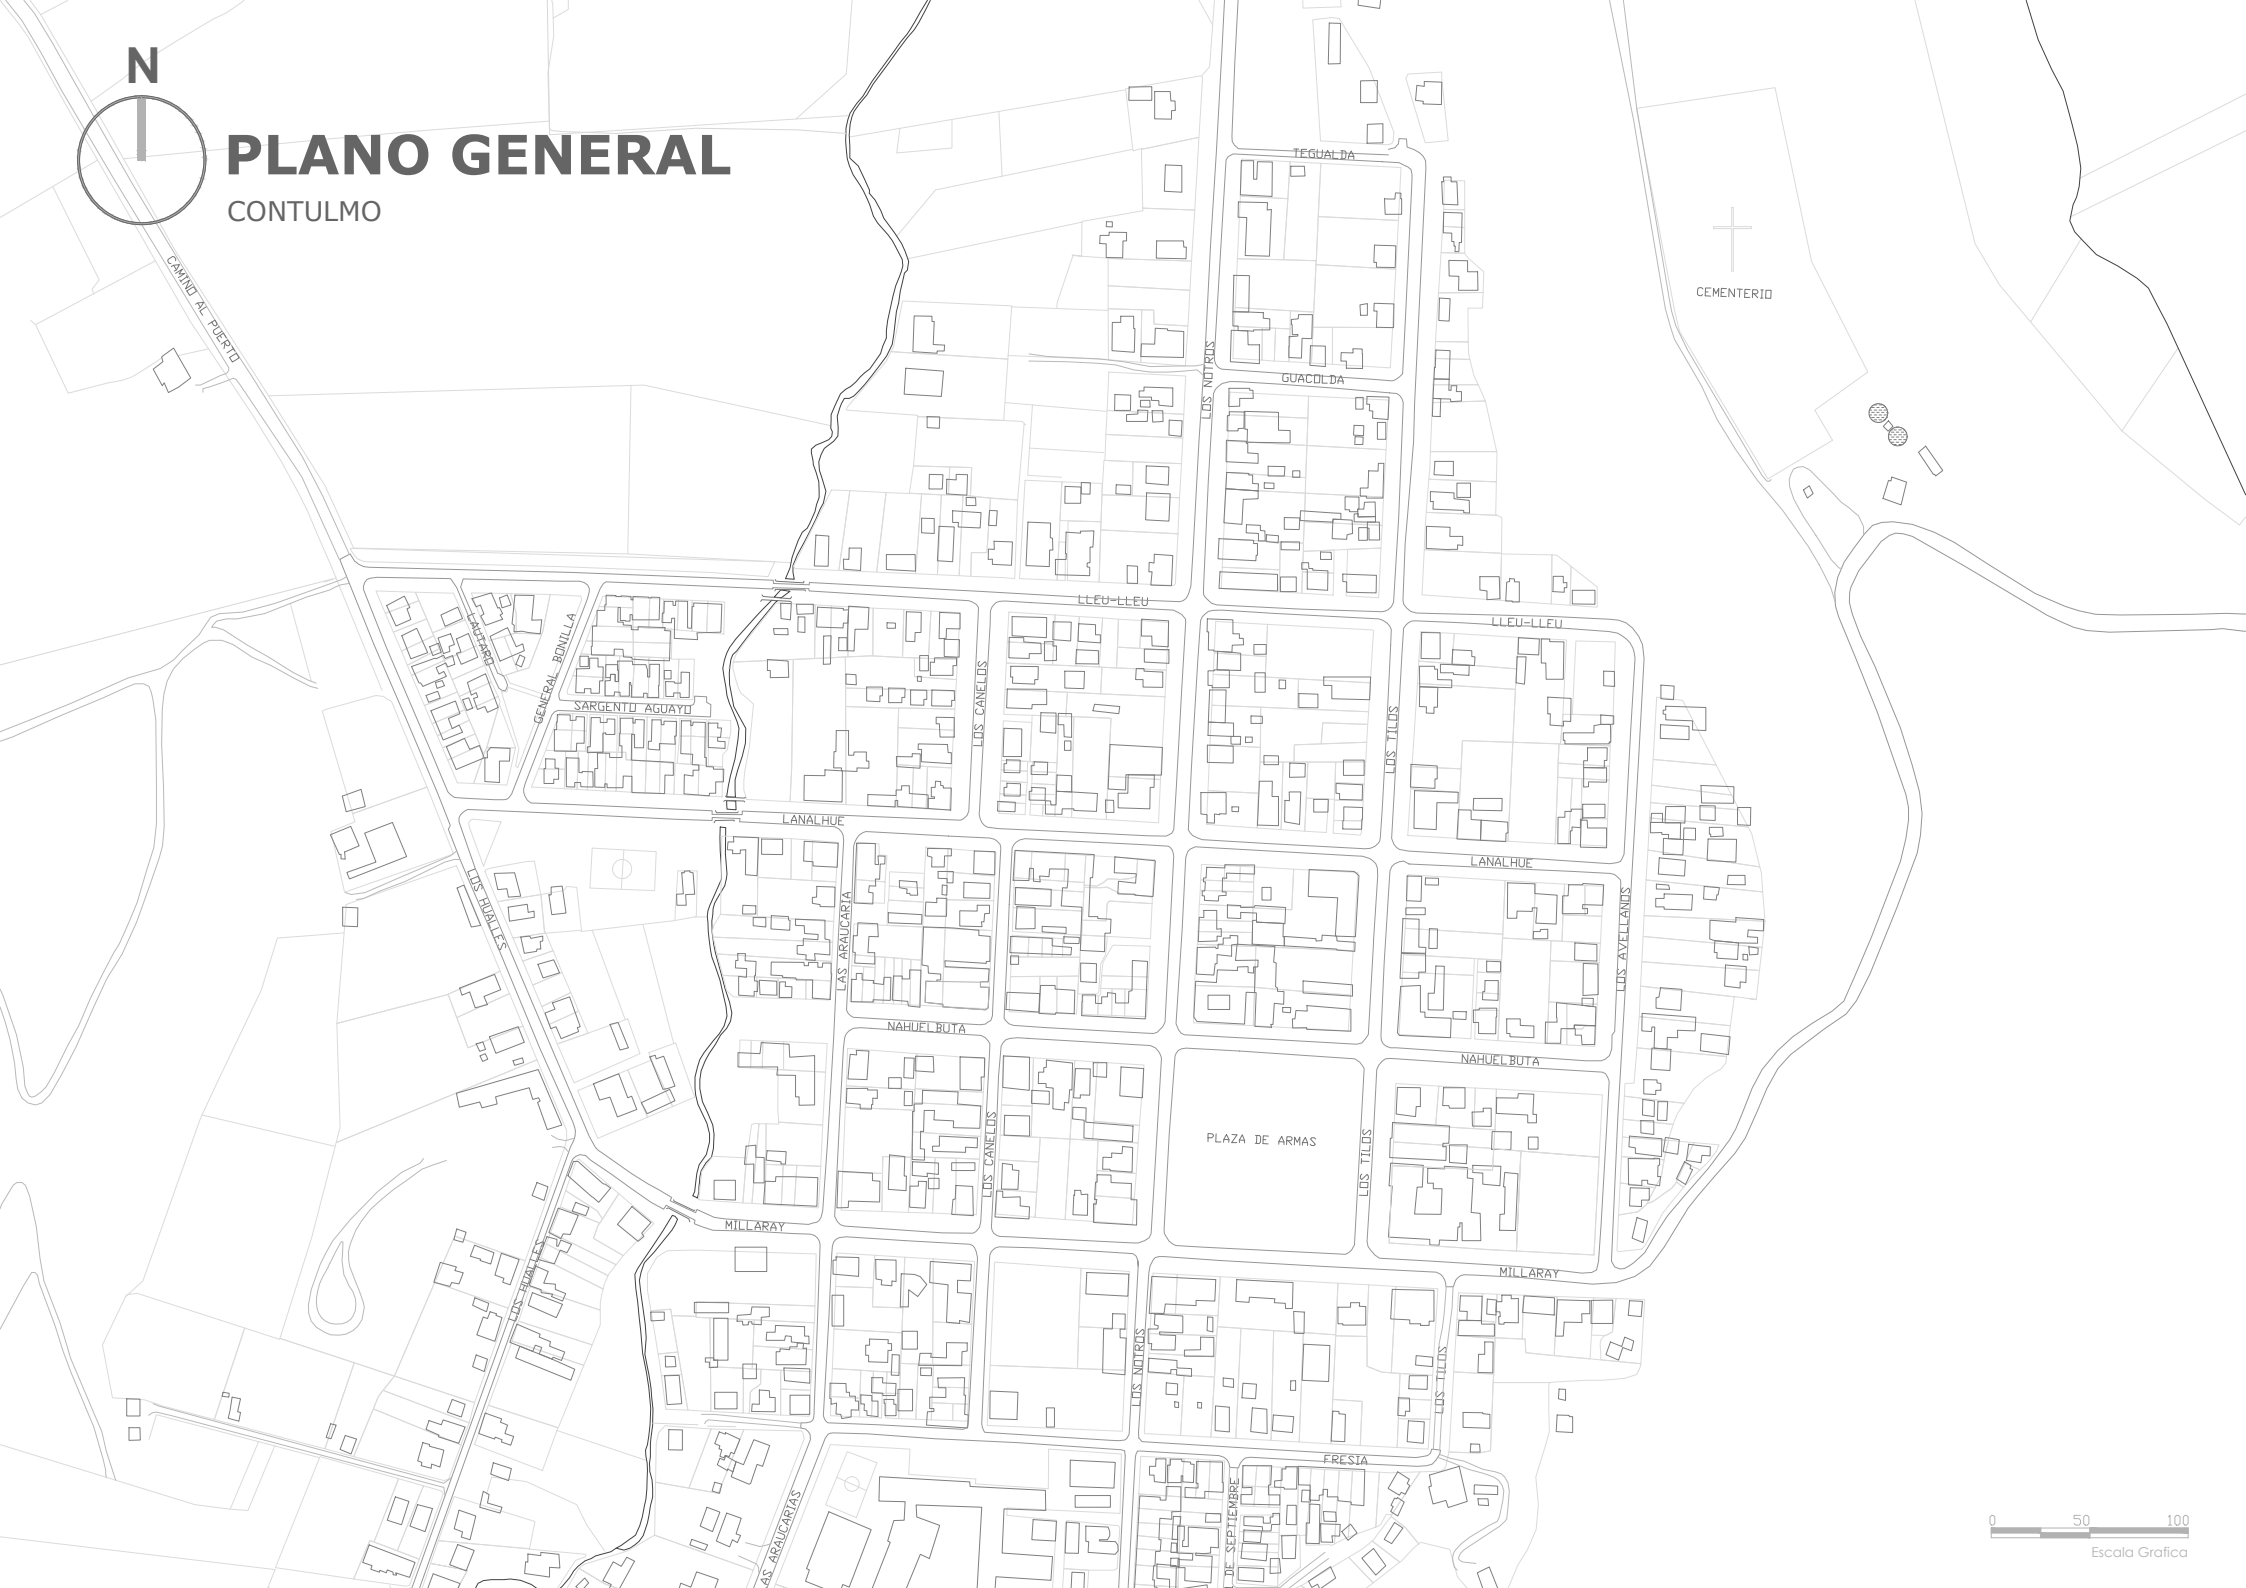 N
PLANO GENERAL
CONTULMO
TEGUALDA
CAMINO AL PUERTO
CEMENTERIO
LOS NOTROS
GUACOLDA
LLEU-LLEU
LLEU-LLEU
LAUTARO
GENERAL BONILLA
SARGENTO AGUAYO
LOS CANELOS
LOS TILOS
LANALHUE
LANALHUE
LOS HUALLES
LAS ARAUCARIA
LOS AVELLANOS
NAHUELBUTA
NAHUELBUTA
PLAZA DE ARMAS
LOS CANELOS
LOS TILOS
MILLARAY
MILLARAY
LOS HUALLES
LOS NOTROS
LOS TILOS
FRESIA
AS ARAUCARIAS
DE SEPTIEMBRE
0 50 100
Escala Grafica